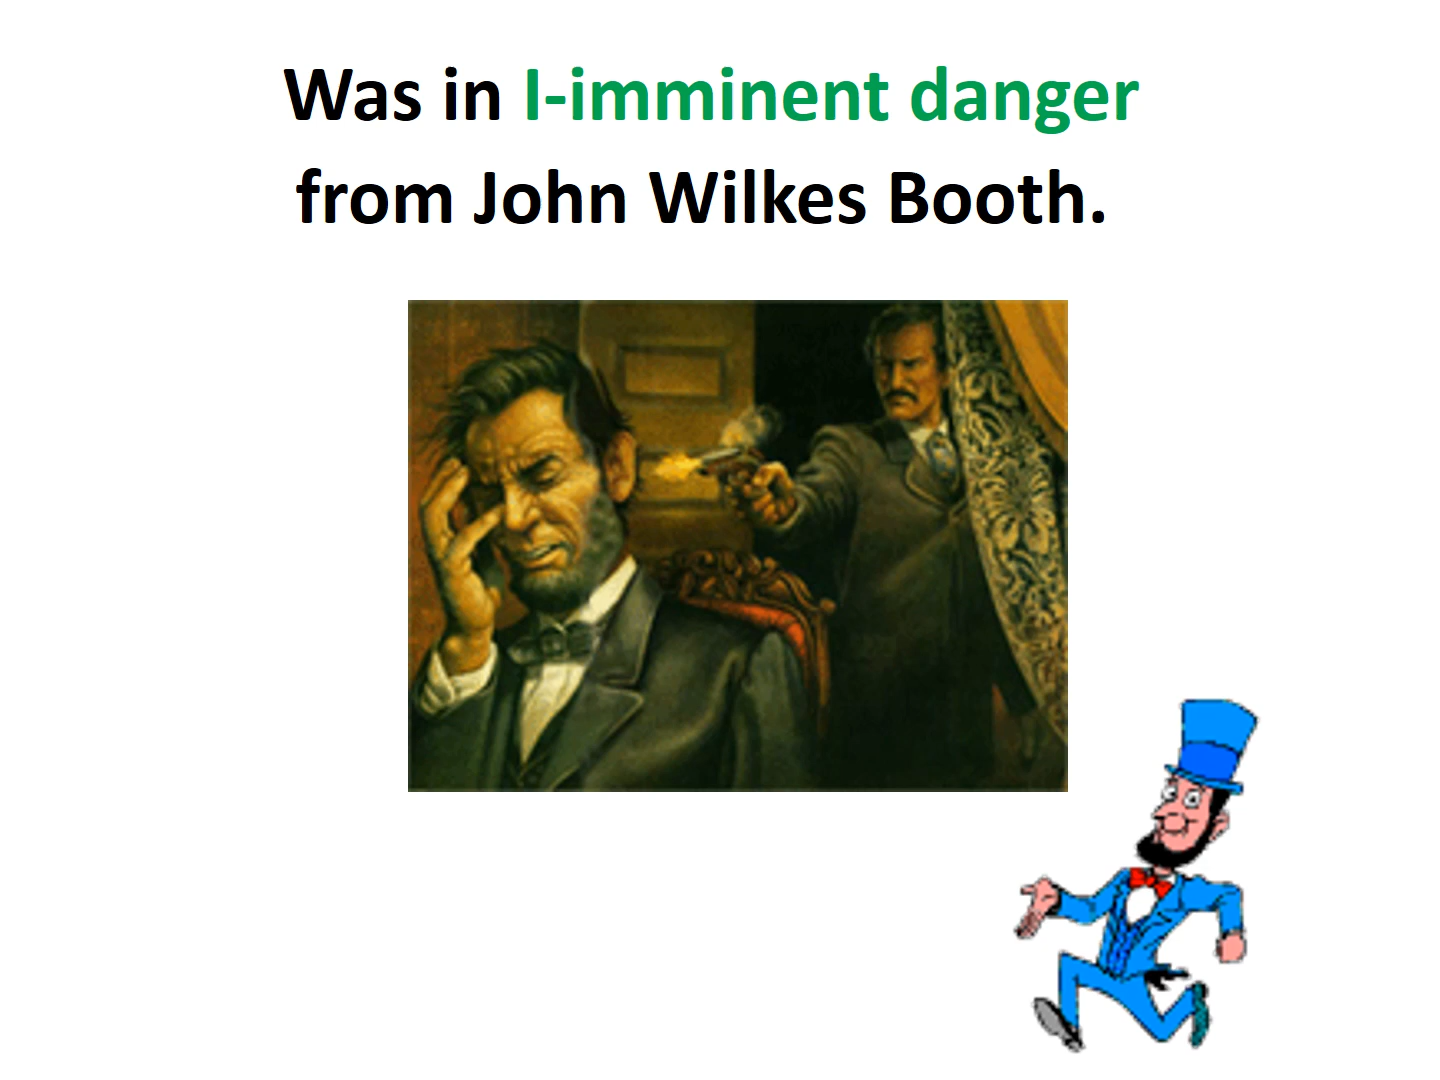 Was in I-imminent danger
from John Wilkes Booth.